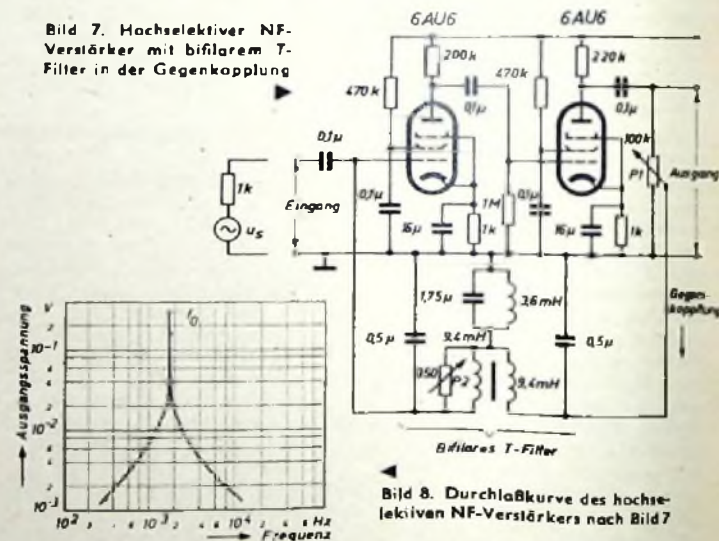 Bild 7. Hochselektiver NF-
Verstärker mit bifilarem T-
Filter in der Gegenkopplung
6AU6
6AU6
200k
220k
470k
470k
0,1µ
0,1µ
0,1µ
100k
P1
Ausgang
1k
us
Eingang
0,1µ
16µ
1M
1k
0,1µ
16µ
1k
1,75µ
3,6mH
Gegen-
kopplung
0,5µ
9,4mH
0,5µ
P2
9,4mH
Bifilares T-Filter
Ausgangsspannung
V
f0
10-1
10-2
10-3
10²
10³
10⁴
Hz
Frequenz
Bild 8. Durchlaßkurve des hochse-
lektiven NF-Verstärkers nach Bild 7